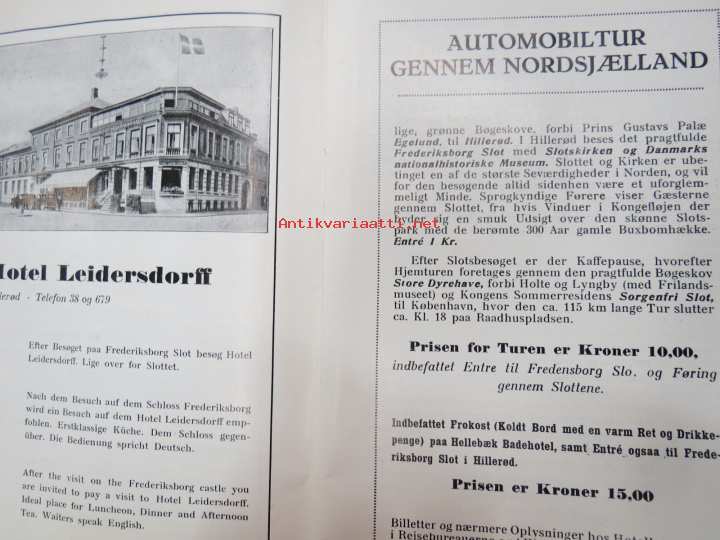 Hotel Leidersdorff
Hillerød - Telefon 38 og 679
Efter Besøget paa Frederiksborg Slot besøg Hotel
Leidersdorff. Lige over for Slottet.
Nach dem Besuch auf dem Schloss Frederiksborg
wird ein Besuch auf dem Hotel Leidersdorff emp-
fohlen. Erstklassige Küche. Dem Schloss gegen-
über. Die Bedienung spricht Deutsch.
After the visit on the Frederiksborg castle you
are invited to pay a visit to Hotel Leidersdorff.
Ideal place for Luncheon, Dinner and Afternoon
Tea. Waiters speak English.
AUTOMOBILTUR
GENNEM NORDSJÆLLAND
lige, grønne Bøgeskove, forbi Prins Gustavs Palæ
Egelund, til Hillerød. I Hillerød beses det pragtfulde
Frederiksborg Slot med Slotskirken og Danmarks
nationalhistoriske Museum. Slottet og Kirken er ube-
tinget en af de største Seværdigheder i Norden, og vil
for den besøgende altid sidenhen være et uforglem-
meligt Minde. Sprogkyndige Førere viser Gæsterne
gennem Slottet, fra hvis Vinduer i Kongefløjen der
byder sig en smuk Udsigt over den skønne Slots-
park med de berømte 300 Aar gamle Buxbomhække.
Entré 1 Kr.
Efter Slotsbesøget er der Kaffepause, hvorefter
Hjemturen foretages gennem den pragtfulde Bøgeskov
Store Dyrehave, forbi Holte og Lyngby (med Frilands-
museet) og Kongens Sommerresidens Sorgenfri Slot,
til København, hvor den ca. 115 km lange Tur slutter
ca. Kl. 18 paa Raadhuspladsen.
Prisen for Turen er Kroner 10,00,
indbefattet Entre til Fredensborg Slo. og Føring
gennem Slottene.
Indbefattet Frokost (Koldt Bord med en varm Ret og Drikke-
penge) paa Hellebæk Badehotel, samt Entré ogsaa til Frede-
riksborg Slot i Hillerød.
Prisen er Kroner 15,00
Billetter og nærmere Oplysninger hos
i Rejsebureauerne
Antikvariaatti.net